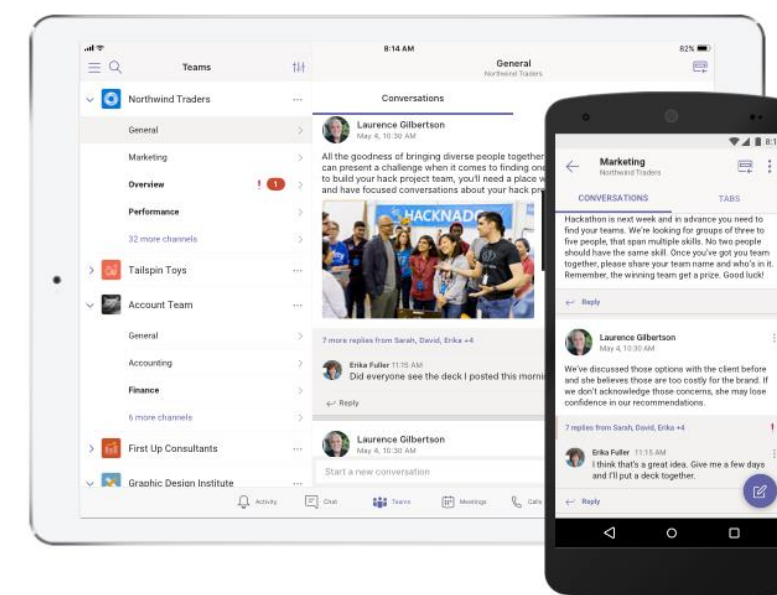 8:14 AM
82%
Teams
General
Northwind Traders
Northwind Traders
General
Marketing
Overview
! 1
Performance
32 more channels
Tailspin Toys
Account Team
General
Accounting
Finance
6 more channels
First Up Consultants
Graphic Design Institute
Conversations
Laurence Gilbertson
May 4, 10:30 AM
All the goodness of bringing diverse people together
can present a challenge when it comes to finding
to build your hack project team, you'll need a place
and have focused conversations about your hack
HACKNADO
7 more replies from Sarah, David, Erika +4
Erika Fuller 11:15 AM
Did everyone see the deck I posted this
Reply
Laurence Gilbertson
May 4, 10:30 AM
Start a new conversation
Activity
Chat
Teams
Meetings
Calls
Marketing
Northwind Traders
CONVERSATIONS
TABS
Hackathon is next week and in advance you need to
find your teams. We're looking for groups of three to
five people, that span multiple skills. No two people
should have the same skill. Once you've got you team
together, please share your team name and who's in it.
Remember, the winning team get a prize. Good luck!
Reply
Laurence Gilbertson
May 4, 10:30 AM
We've discussed those options with the client before
and she believes those are too costly for the brand. If
we don't acknowledge those concerns, she may lose
confidence in our recommendations.
7 replies from Sarah, David, Erika +4
!
Erika Fuller 11:15 AM
I think that's a great idea. Give me a few days
and I'll put a deck together.
Reply